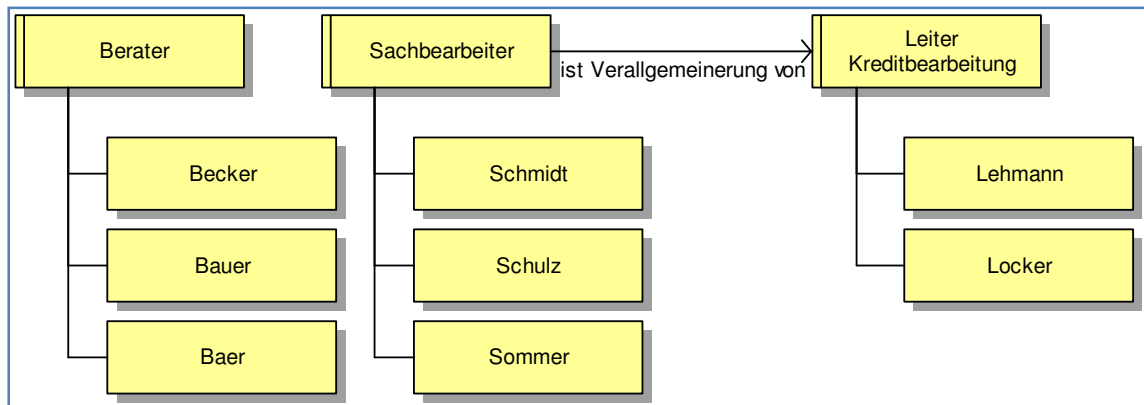 Berater
Sachbearbeiter
ist Verallgemeinerung von
Leiter
Kreditbearbeitung
Becker
Schmidt
Lehmann
Bauer
Schulz
Locker
Baer
Sommer